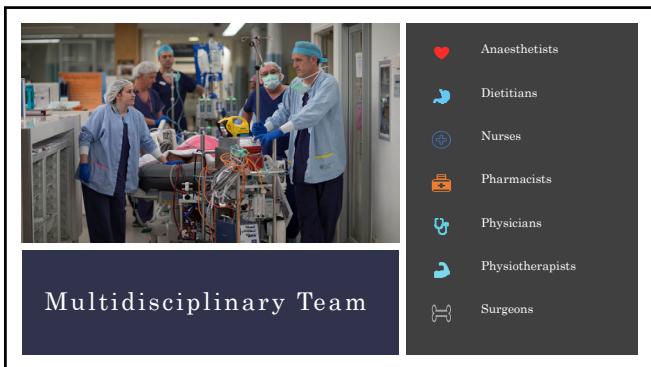 Multidisciplinary Team
Anaesthetists
Dietitians
Nurses
Pharmacists
Physicians
Physiotherapists
Surgeons